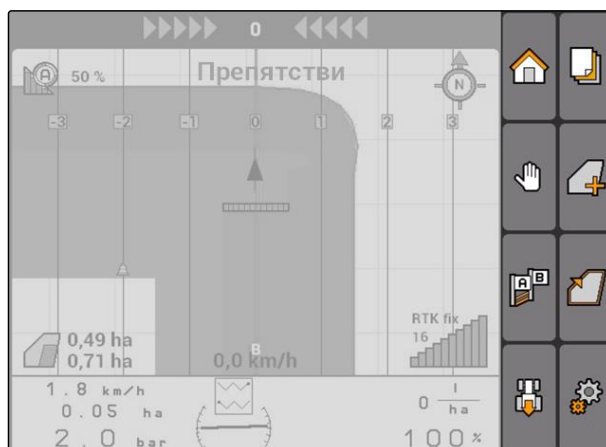 0
A
50 %
Препятстви
N
-3 -2 -1 0 1 2 3
A B
RTK fix
16
0,49 ha
0,71 ha
B
0,0 km/h
1.8 km/h
0.05 ha
2.0 bar
0 l/ha
100 %